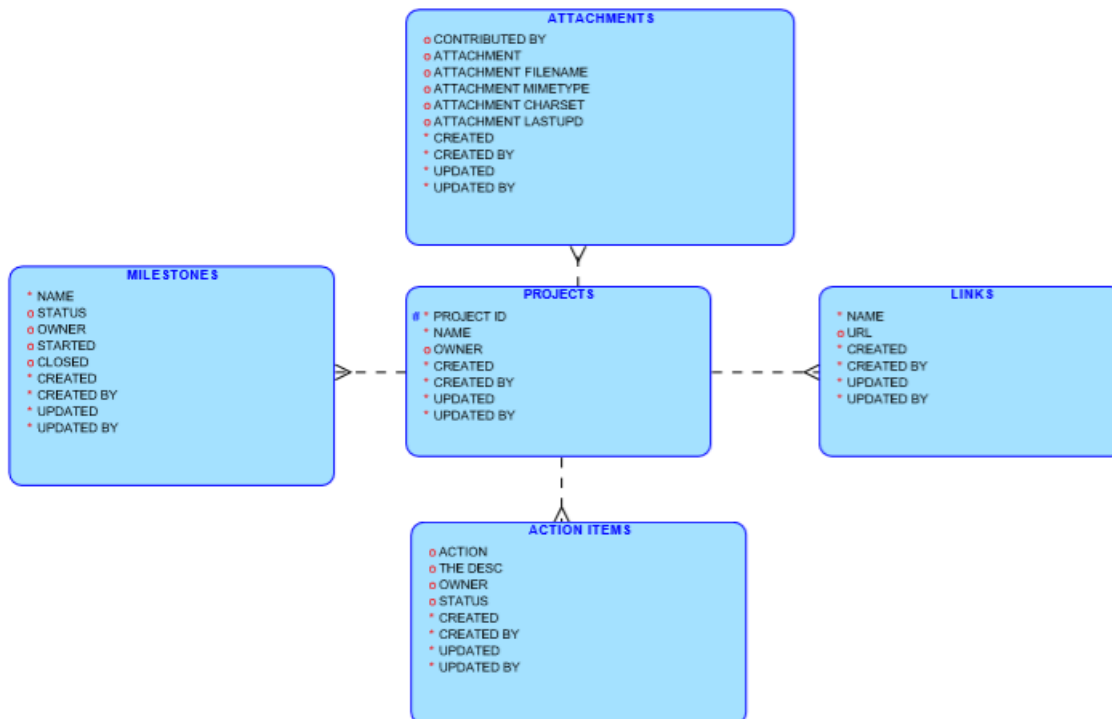 ATTACHMENTS
o CONTRIBUTED BY
o ATTACHMENT
o ATTACHMENT FILENAME
o ATTACHMENT MIMETYPE
o ATTACHMENT CHARSET
o ATTACHMENT LASTUPD
* CREATED
* CREATED BY
* UPDATED
* UPDATED BY
MILESTONES
* NAME
o STATUS
o OWNER
o STARTED
o CLOSED
* CREATED
* CREATED BY
* UPDATED
* UPDATED BY
PROJECTS
# * PROJECT ID
* NAME
o OWNER
* CREATED
* CREATED BY
* UPDATED
* UPDATED BY
LINKS
* NAME
o URL
* CREATED
* CREATED BY
* UPDATED
* UPDATED BY
ACTION ITEMS
o ACTION
o THE DESC
o OWNER
o STATUS
* CREATED
* CREATED BY
* UPDATED
* UPDATED BY